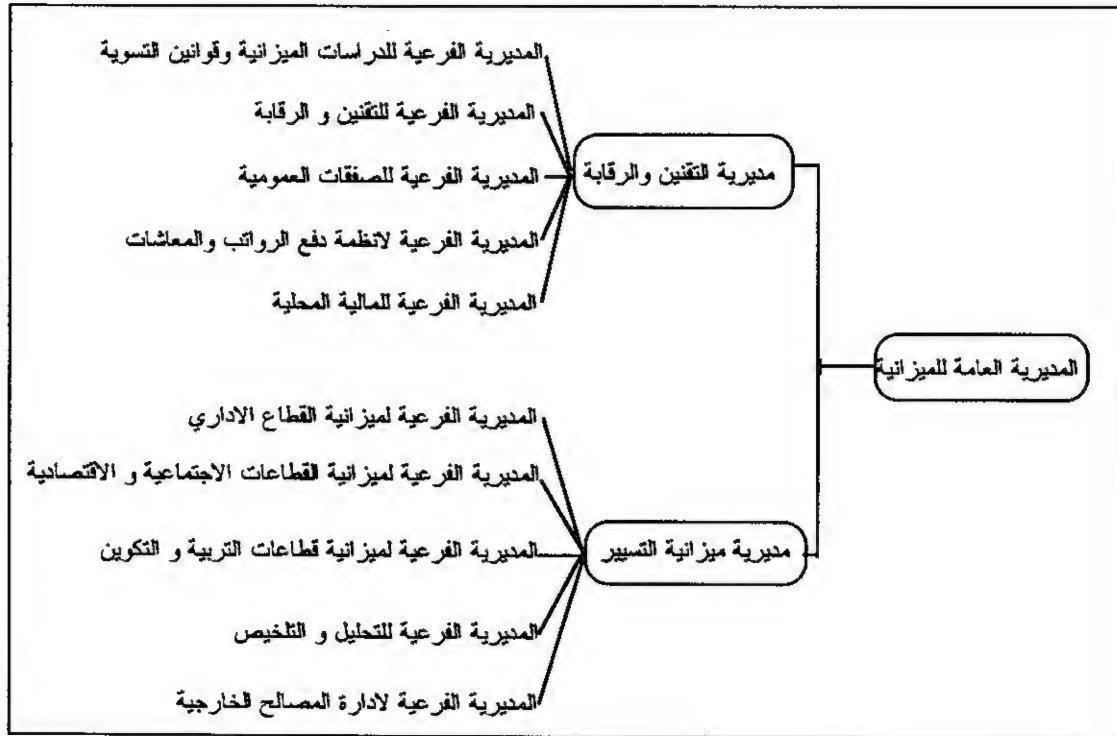 المديرية العامة للميزانية
مديرية التقنين والرقابة
المديرية الفرعية للدراسات الميزانية وقوانين التسوية
المديرية الفرعية للتقنين و الرقابة
المديرية الفرعية للصفقات العمومية
المديرية الفرعية لانظمة دفع الرواتب والمعاشات
المديرية الفرعية للمالية المحلية
مديرية ميزانية التسيير
المديرية الفرعية لميزانية القطاع الاداري
المديرية الفرعية لميزانية القطاعات الاجتماعية و الاقتصادية
المديرية الفرعية لميزانية قطاعات التربية و التكوين
المديرية الفرعية للتحليل و التلخيص
المديرية الفرعية لادارة المصالح الخارجية